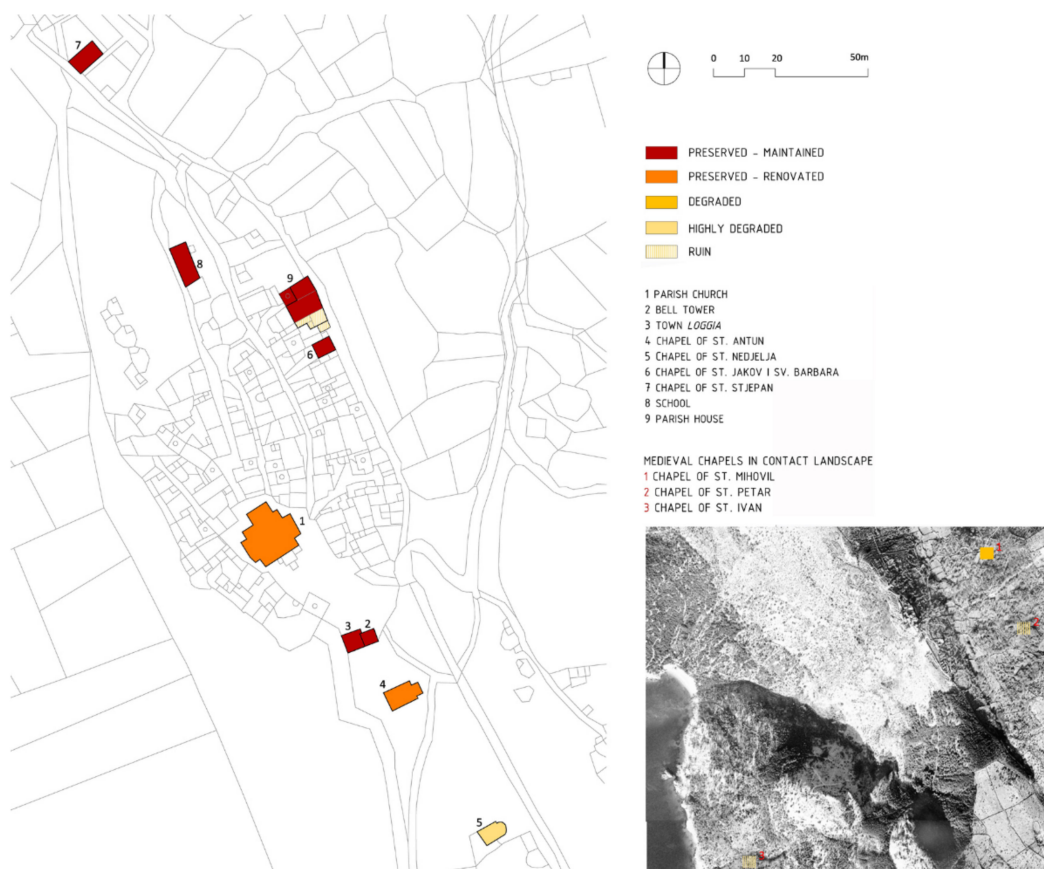 7
8
9
6
1
3
2
4
5
0 10 20 50m
PRESERVED – MAINTAINED
PRESERVED – RENOVATED
DEGRADED
HIGHLY DEGRADED
RUIN
1 PARISH CHURCH
2 BELL TOWER
3 TOWN LOGGIA
4 CHAPEL OF ST. ANTUN
5 CHAPEL OF ST. NEDJELJA
6 CHAPEL OF ST. JAKOV I SV. BARBARA
7 CHAPEL OF ST. STJEPAN
8 SCHOOL
9 PARISH HOUSE
MEDIEVAL CHAPELS IN CONTACT LANDSCAPE
1 CHAPEL OF ST. MIHOVIL
2 CHAPEL OF ST. PETAR
3 CHAPEL OF ST. IVAN
1
2
3